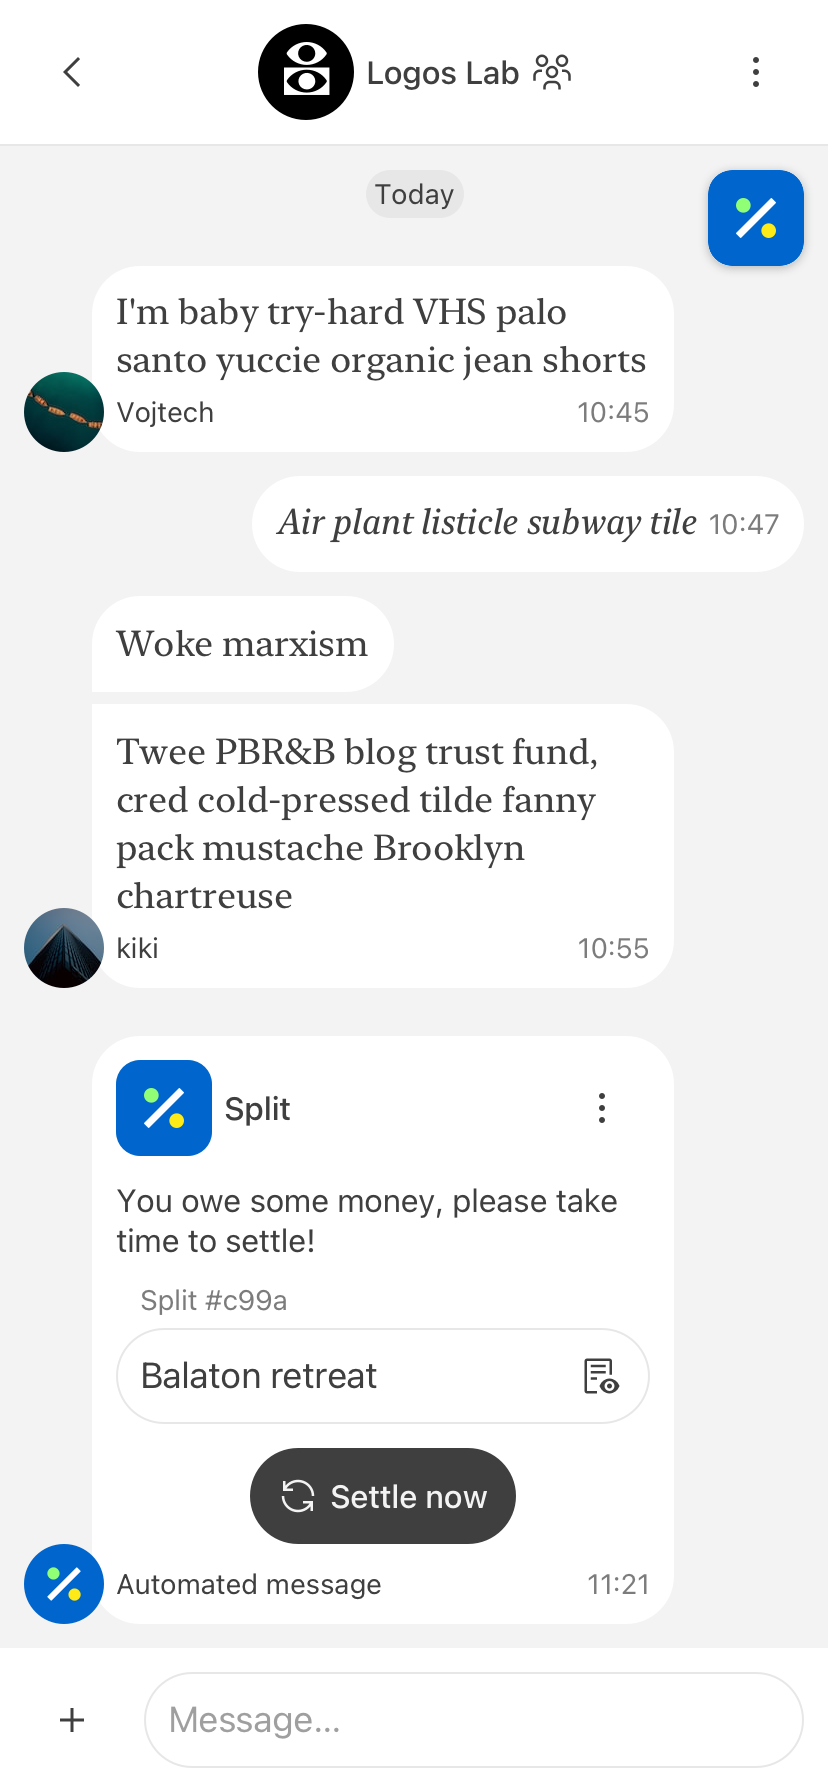 Logos Lab
Today
I'm baby try-hard VHS palo
santo yuccie organic jean shorts
Vojtech 10:45
Air plant listicle subway tile 10:47
Woke marxism
Twee PBR&B blog trust fund,
cred cold-pressed tilde fanny
pack mustache Brooklyn
chartreuse
kiki 10:55
Split
You owe some money, please take
time to settle!
Split #c99a
Balaton retreat
Settle now
Automated message 11:21
Message...